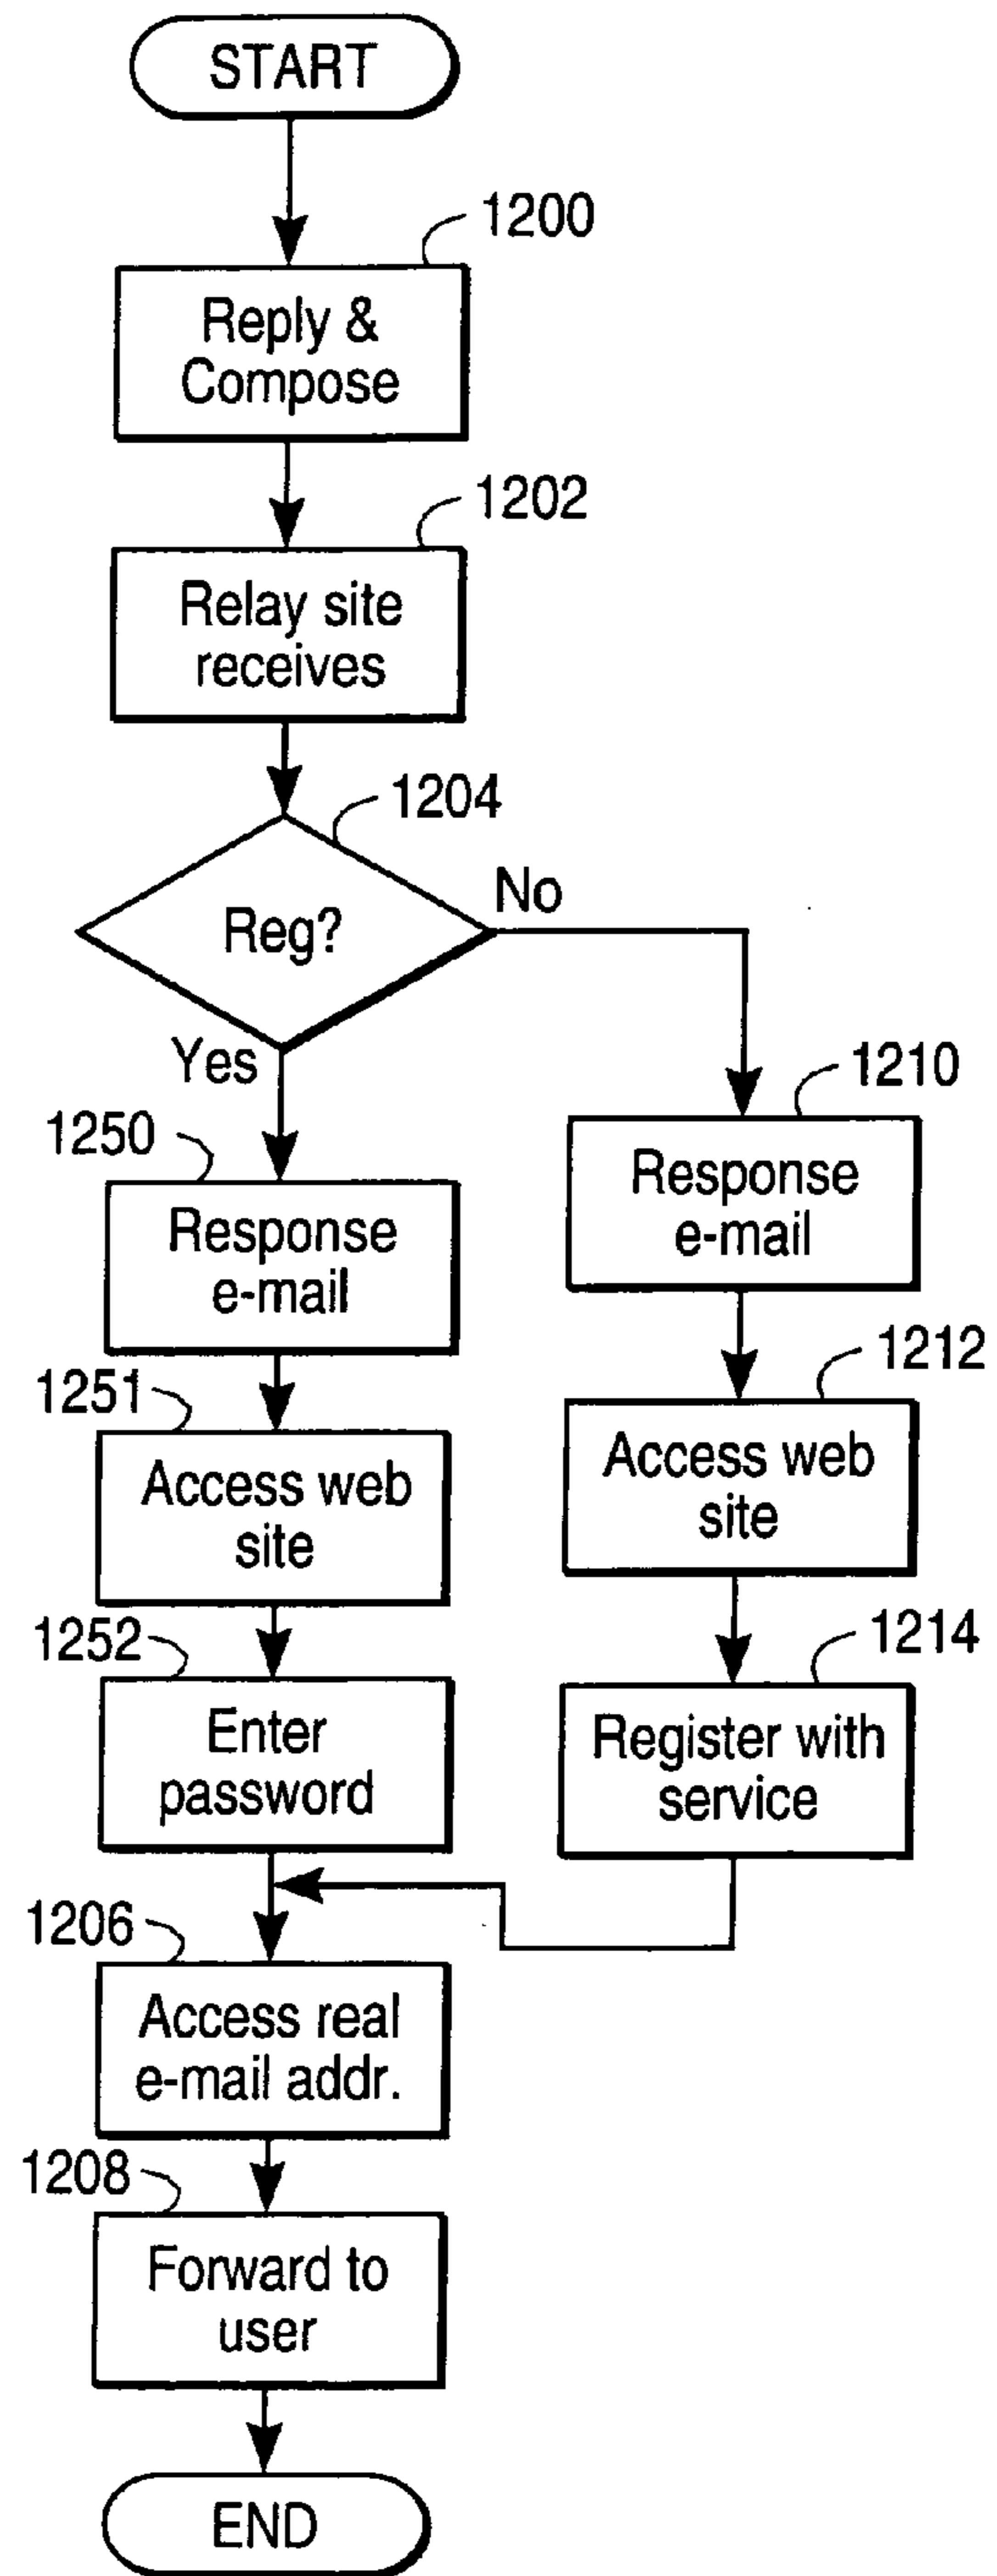 START
1200
Reply &
Compose
1202
Relay site
receives
1204
Reg?
No
Yes
1250
Response
e-mail
1210
Response
e-mail
1251
Access web
site
1212
Access web
site
1252
Enter
password
1214
Register with
service
1206
Access real
e-mail addr.
1208
Forward to
user
END